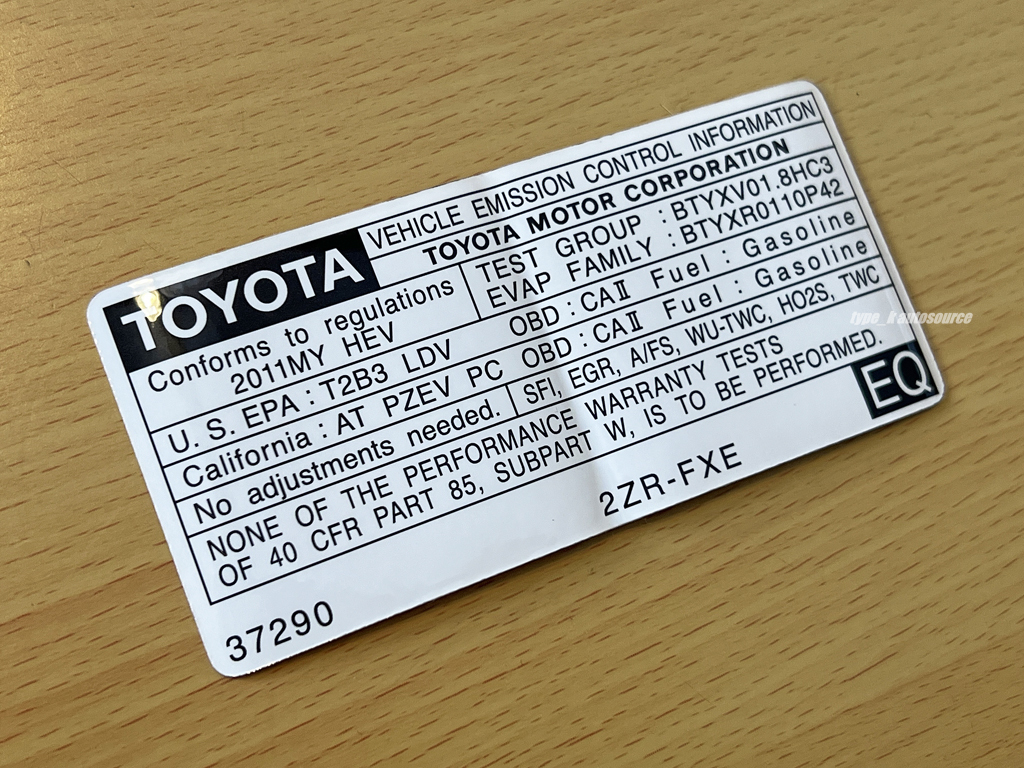 TOYOTA
VEHICLE EMISSION CONTROL INFORMATION
TOYOTA MOTOR CORPORATION
Conforms to regulations
2011MY HEV
TEST GROUP : BTYXV01.8HC3
EVAP FAMILY : BTYXR0110P42
U. S. EPA : T2B3 LDV OBD : CAII Fuel : Gasoline
California : AT PZEV PC OBD : CAII Fuel : Gasoline
No adjustments needed. SFI, EGR, A/FS, WU-TWC, HO2S, TWC
NONE OF THE PERFORMANCE WARRANTY TESTS
OF 40 CFR PART 85, SUBPART W, IS TO BE PERFORMED.
37290
2ZR-FXE
EQ
type_k autosource